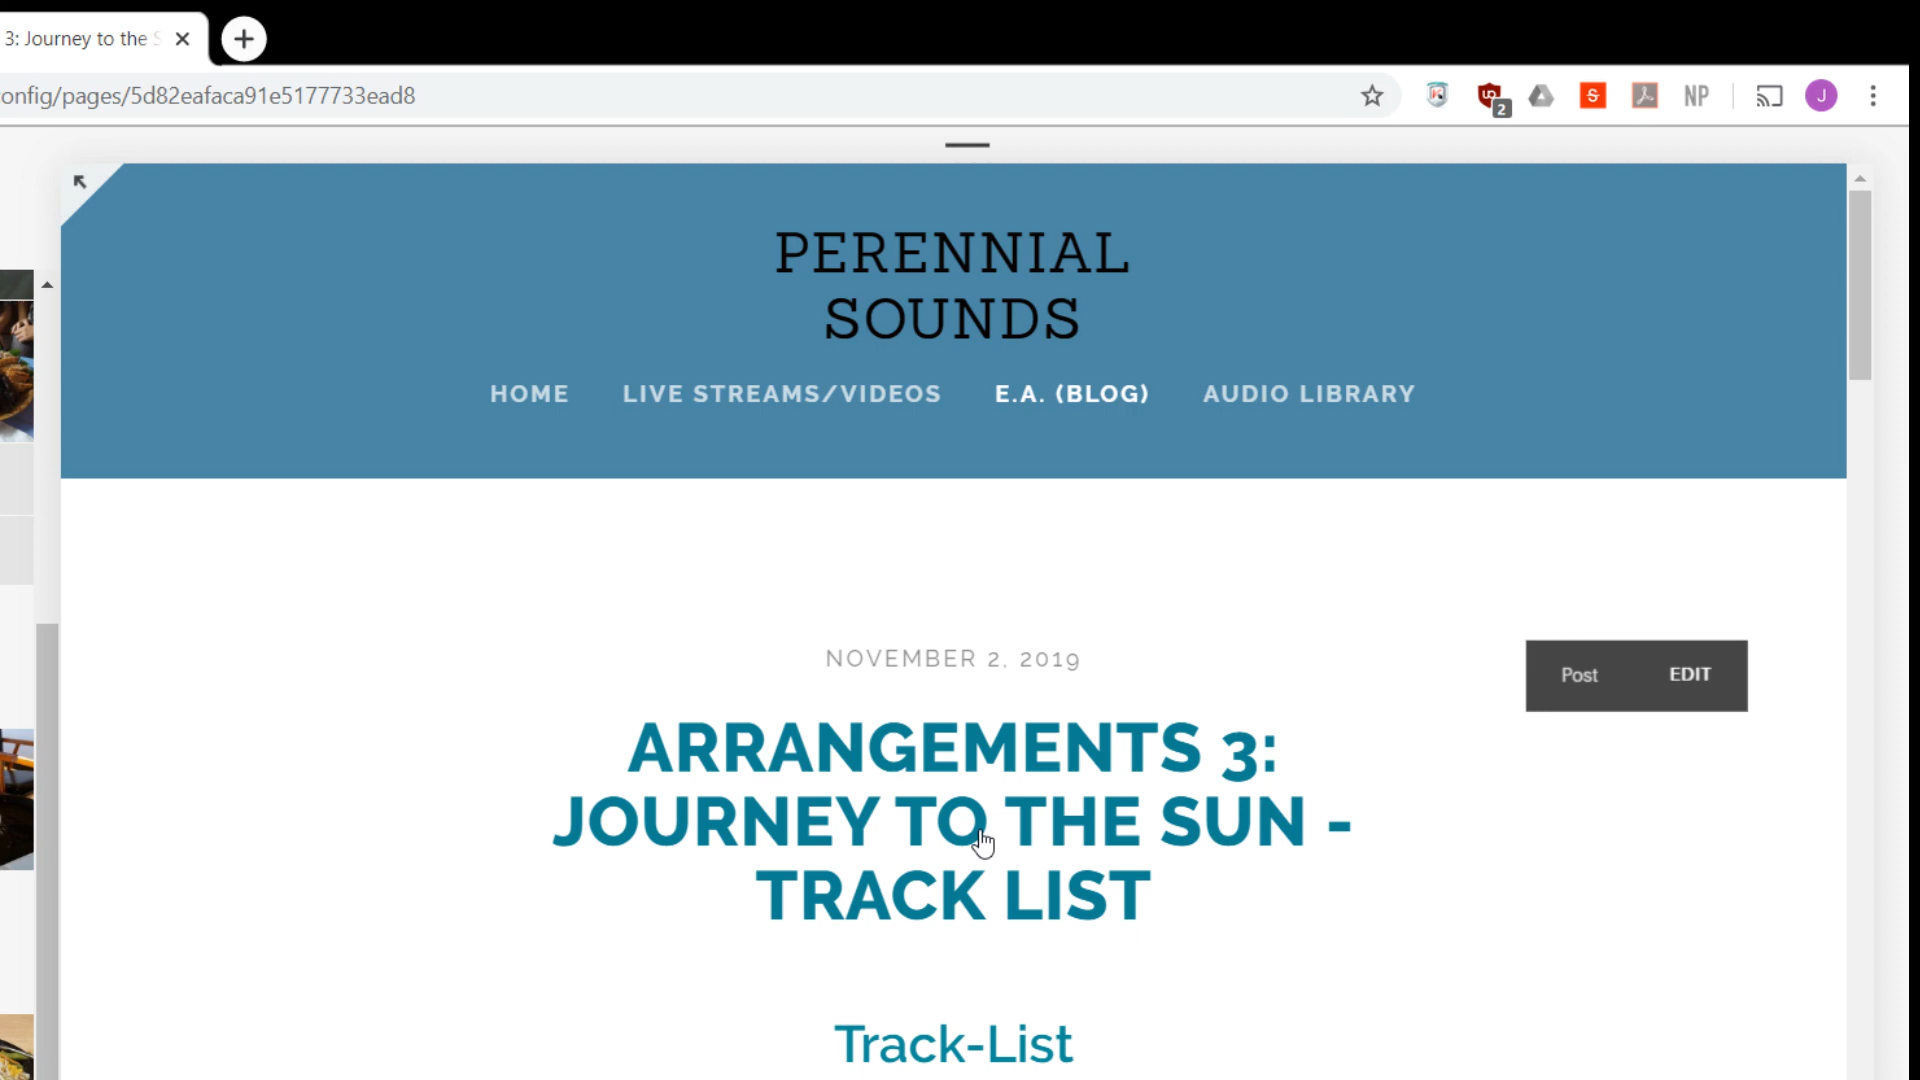 3: Journey to the S
onfig/pages/5d82eafaca91e5177733ead8
2
S
NP
J
PERENNIAL
SOUNDS
HOME LIVE STREAMS/VIDEOS E.A. (BLOG) AUDIO LIBRARY
NOVEMBER 2, 2019
Post EDIT
ARRANGEMENTS 3:
JOURNEY TO THE SUN -
TRACK LIST
Track-List